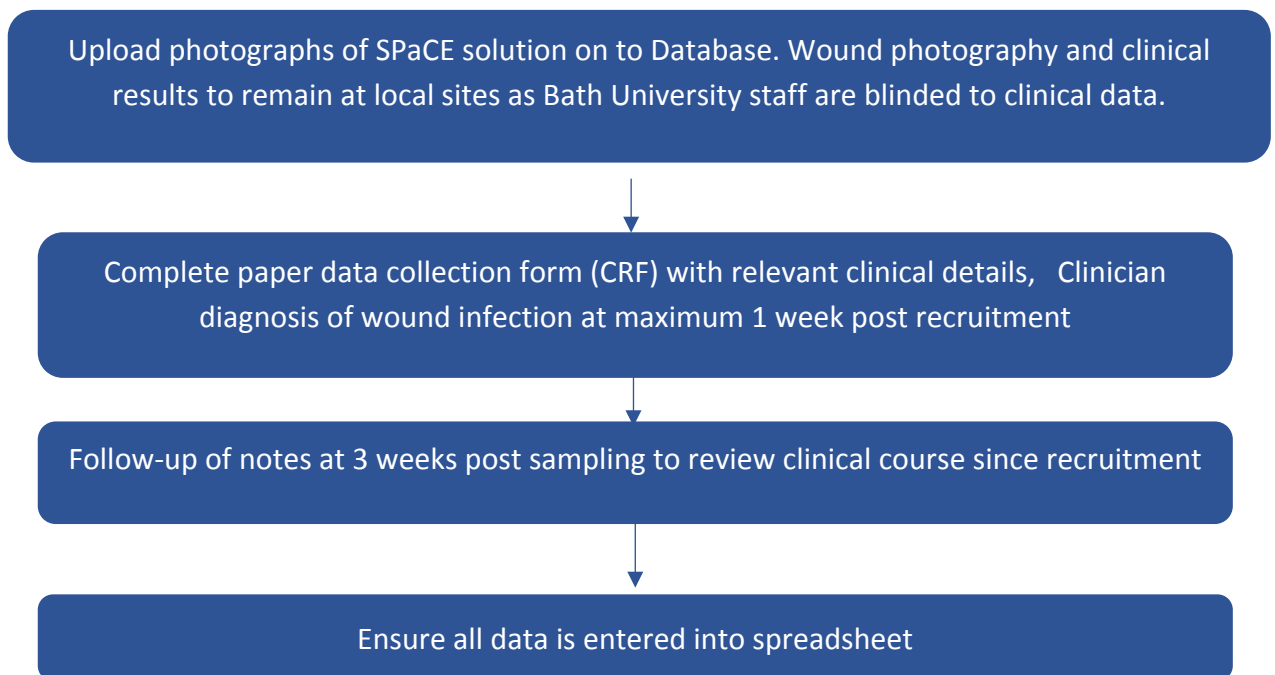 Upload photographs of SPaCE solution on to Database. Wound photography and clinical
results to remain at local sites as Bath University staff are blinded to clinical data.
Complete paper data collection form (CRF) with relevant clinical details,   Clinician
diagnosis of wound infection at maximum 1 week post recruitment
Follow-up of notes at 3 weeks post sampling to review clinical course since recruitment
Ensure all data is entered into spreadsheet